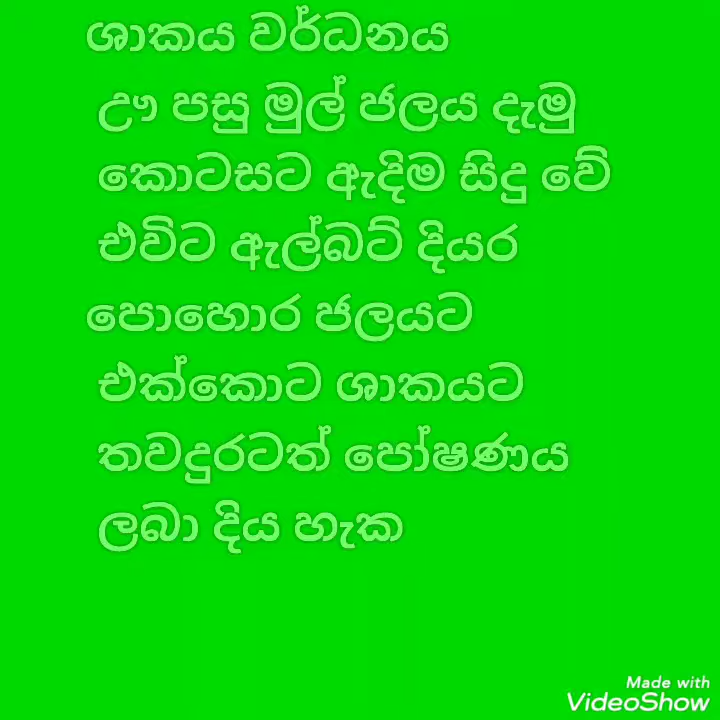 ශාකය වර්ධනය
ඌ පසු මුල් ජලය දැමු
කොටසට ඇදිම සිදු වේ
එවිට ඇල්බට් දියර
පොහොර ජලයට
එක්කොට ශාකයට
තවදුරටත් පෝෂණය
ලබා දිය හැක
Made with
VideoShow